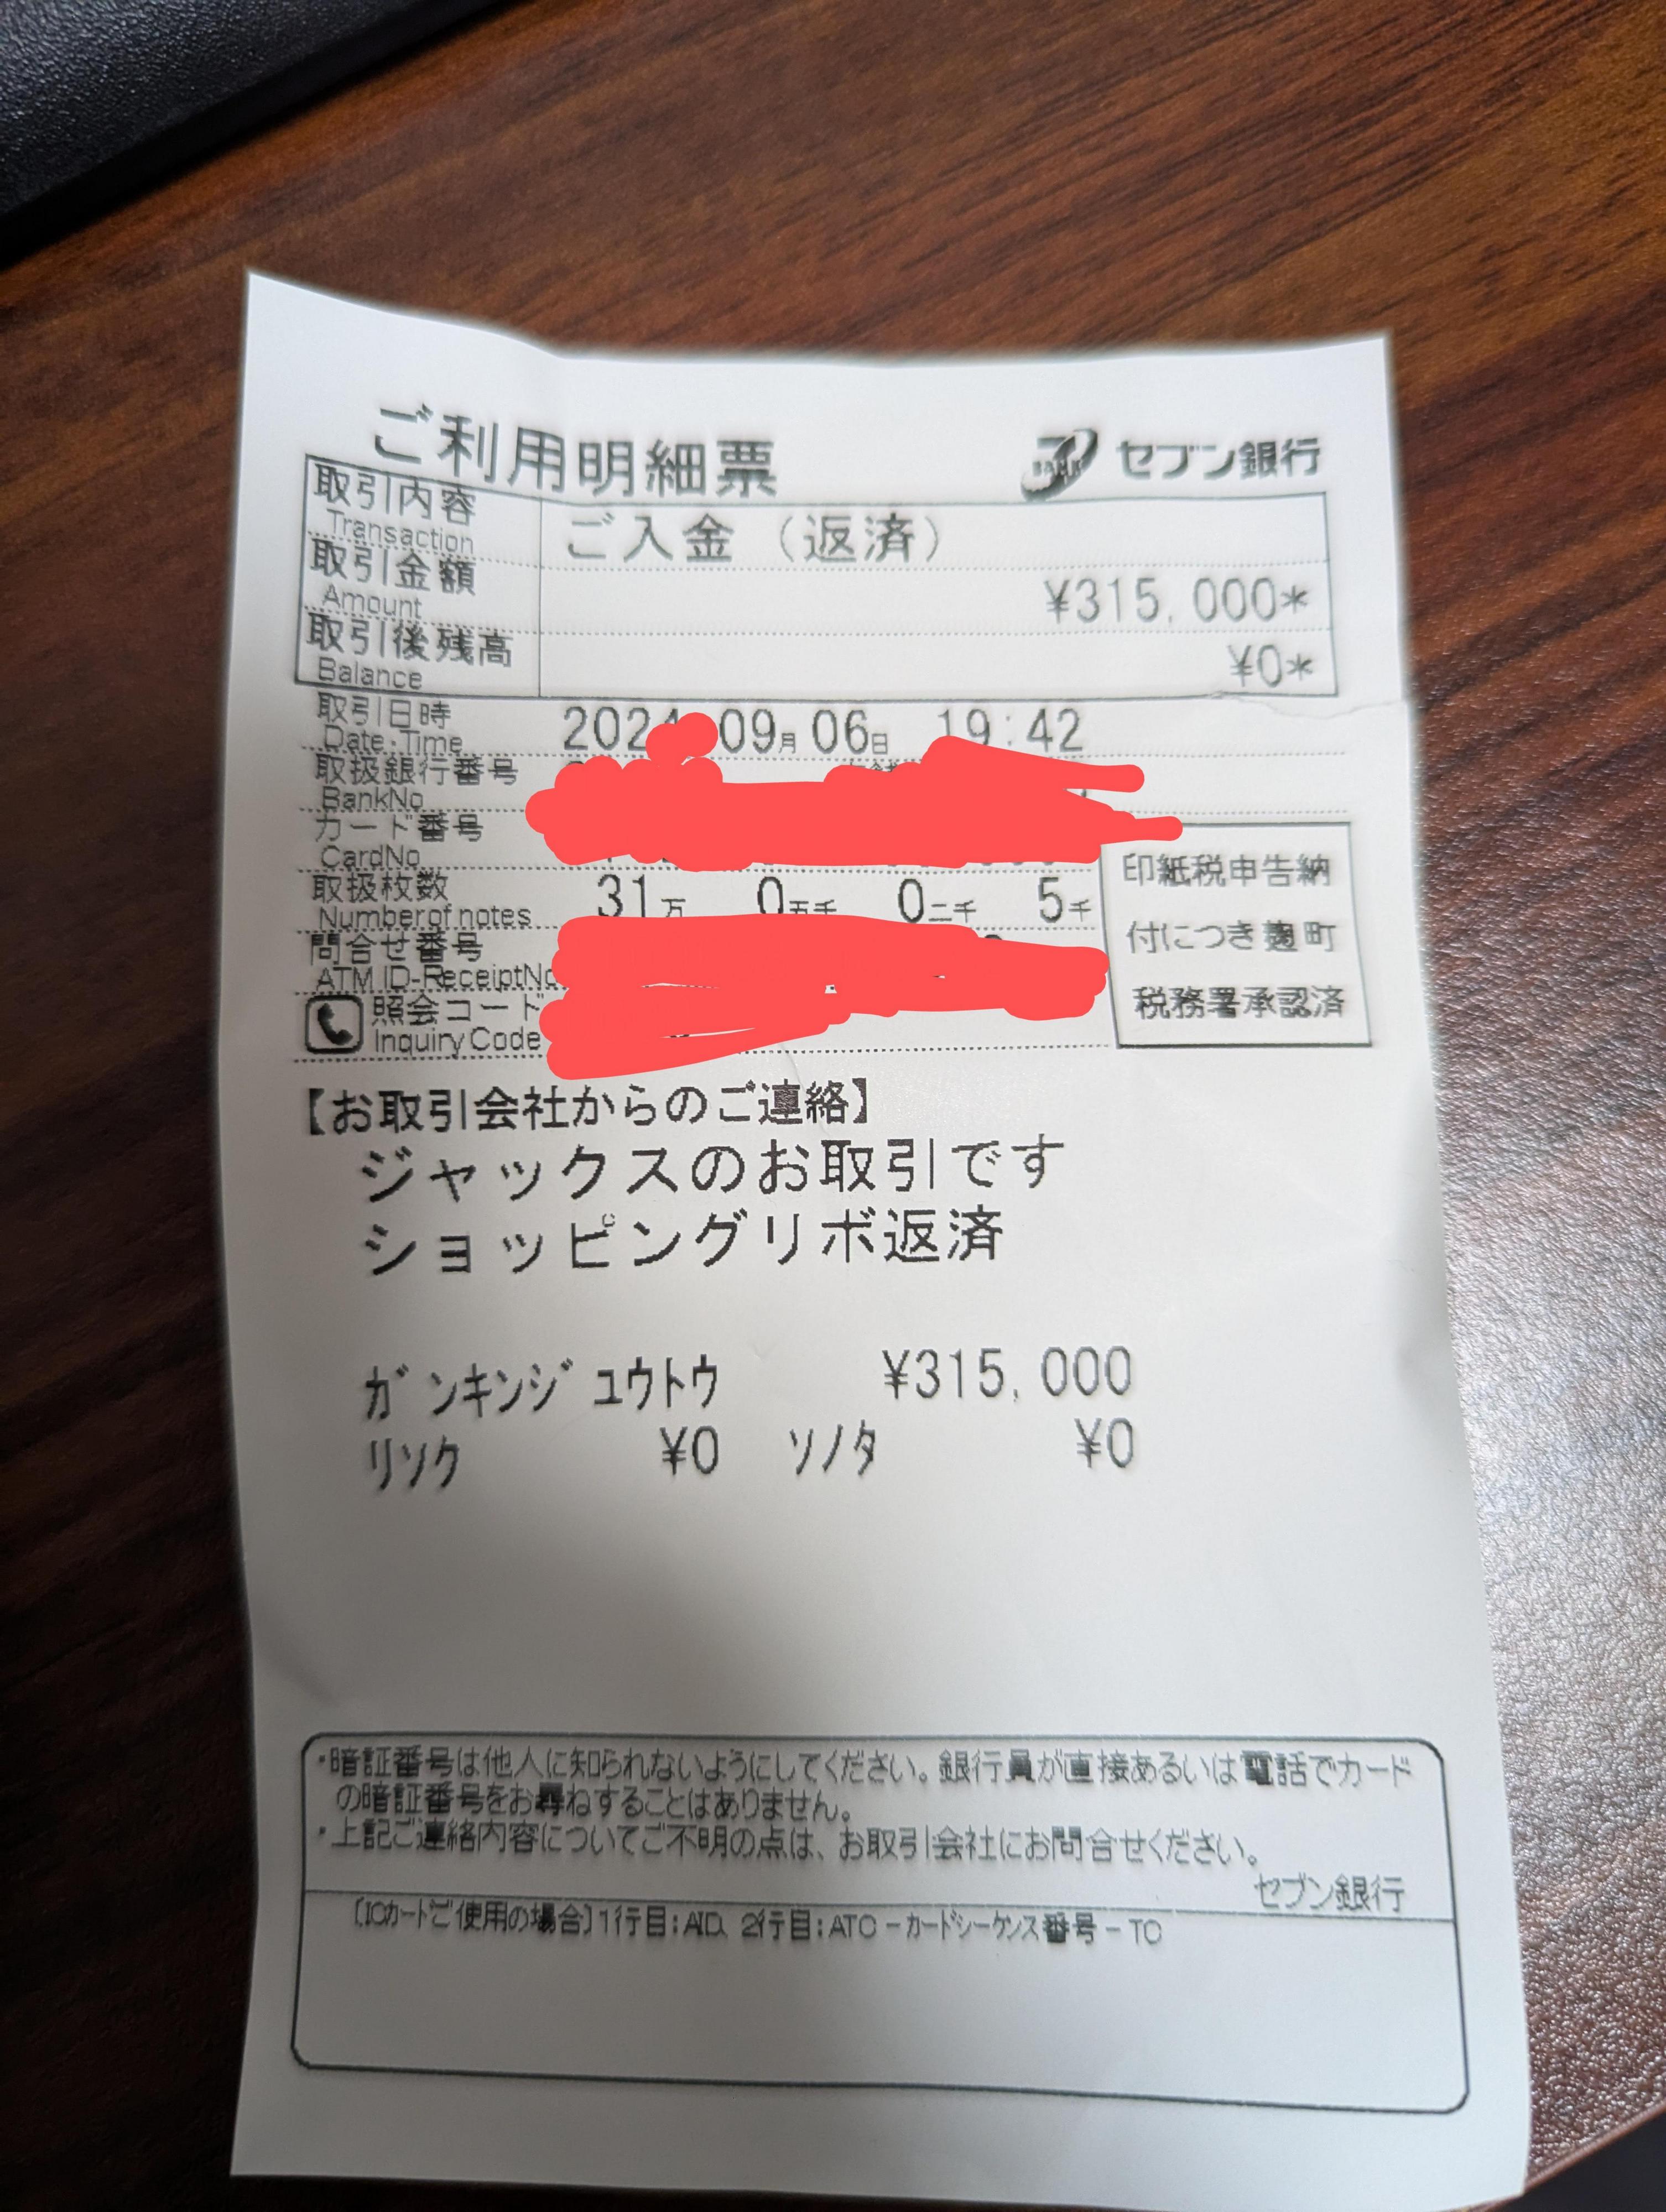 ご利用明細票 セブン銀行
取引内容 ご入金（返済）
Transaction
取引金額 ¥315,000*
Amount
取引後残高 ¥0*
Balance
取引日時 2024 09月06日 19:42
Date・Time
取扱銀行番号
BankNo
カード番号
CardNo
取扱枚数 31万 0五千 0二千 5千
Numberofnotes
問合せ番号
ATM ID-ReceiptNo
照会コード
Inquiry Code
印紙税申告納
付につき麹町
税務署承認済
【お取引会社からのご連絡】
ジャックスのお取引です
ショッピングリボ返済
ガンキンジュウトウ ¥315,000
リソク ¥0 ソノタ ¥0
・暗証番号は他人に知られないようにしてください。銀行員が直接あるいは電話でカード
の暗証番号をお尋ねすることはありません。
・上記ご連絡内容についてご不明の点は、お取引会社にお問合せください。
セブン銀行
〔ICカードご使用の場合〕1行目:AID、2行目:ATC－カードシーケンス番号－TC